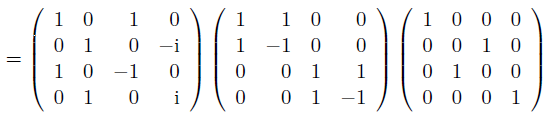 = ( 1 0 1 0 ) ( 1 1 0 0 ) ( 1 0 0 0 )
( 0 1 0 −i ) ( 1 −1 0 0 ) ( 0 0 1 0 )
( 1 0 −1 0 ) ( 0 0 1 1 ) ( 0 1 0 0 )
( 0 1 0 i ) ( 0 0 1 −1 ) ( 0 0 0 1 )